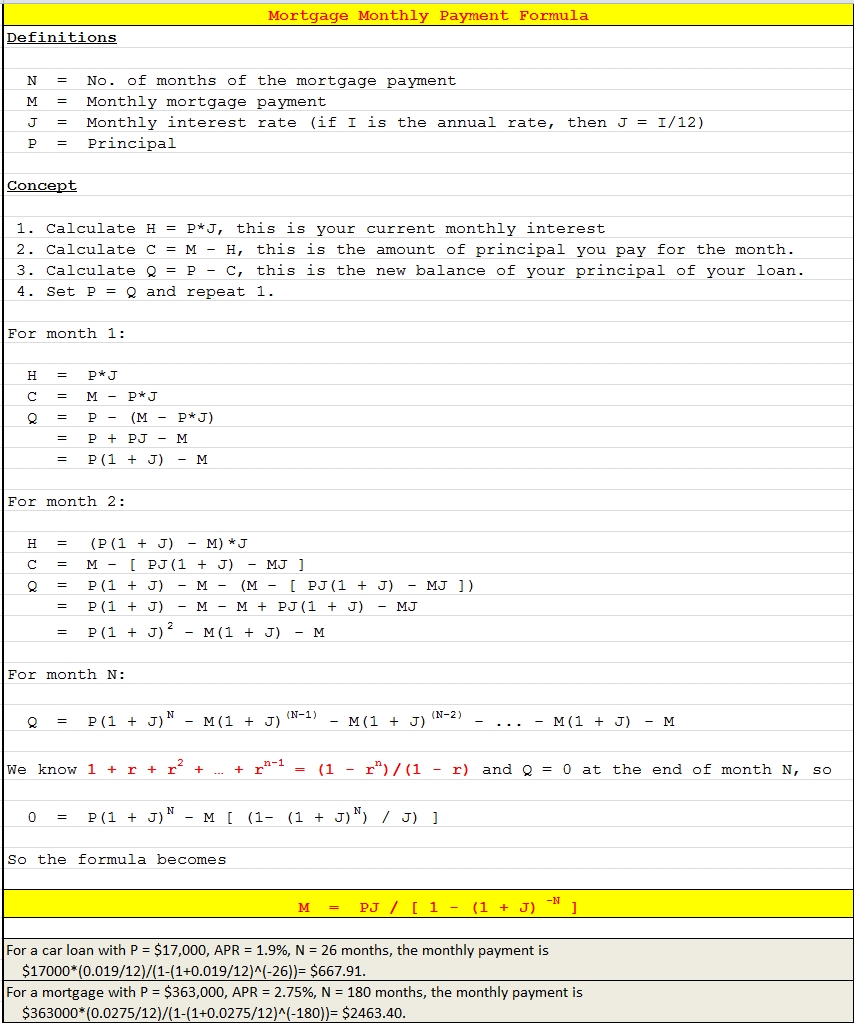 Mortgage Monthly Payment Formula
Definitions
N = No. of months of the mortgage payment
M = Monthly mortgage payment
J = Monthly interest rate (if I is the annual rate, then J = I/12)
P = Principal
Concept
1. Calculate H = P*J, this is your current monthly interest
2. Calculate C = M - H, this is the amount of principal you pay for the month.
3. Calculate Q = P - C, this is the new balance of your principal of your loan.
4. Set P = Q and repeat 1.
For month 1:
H = P*J
C = M - P*J
Q = P - (M - P*J)
= P + PJ - M
= P(1 + J) - M
For month 2:
H = (P(1 + J) - M)*J
C = M - [ PJ(1 + J) - MJ ]
Q = P(1 + J) - M - (M - [ PJ(1 + J) - MJ ])
= P(1 + J) - M - M + PJ(1 + J) - MJ
= P(1 + J)² - M(1 + J) - M
For month N:
Q = P(1 + J)^N - M(1 + J)^(N-1) - M(1 + J)^(N-2) - ... - M(1 + J) - M
We know 1 + r + r² + … + r^n-1 = (1 - r^n)/(1 - r) and Q = 0 at the end of month N, so
0 = P(1 + J)^N - M [ (1- (1 + J)^N) / J) ]
So the formula becomes
M = PJ / [ 1 - (1 + J)^-N ]
For a car loan with P = $17,000, APR = 1.9%, N = 26 months, the monthly payment is
$17000*(0.019/12)/(1-(1+0.019/12)^(-26))= $667.91.
For a mortgage with P = $363,000, APR = 2.75%, N = 180 months, the monthly payment is
$363000*(0.0275/12)/(1-(1+0.0275/12)^(-180))= $2463.40.